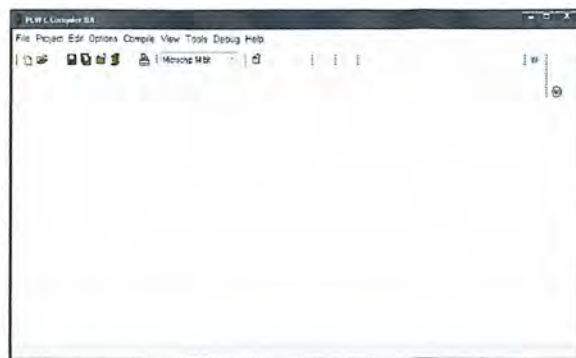 PCW C Compiler IDE
File Project Edit Options Compile View Tools Debug Help
Microchip 14 bit